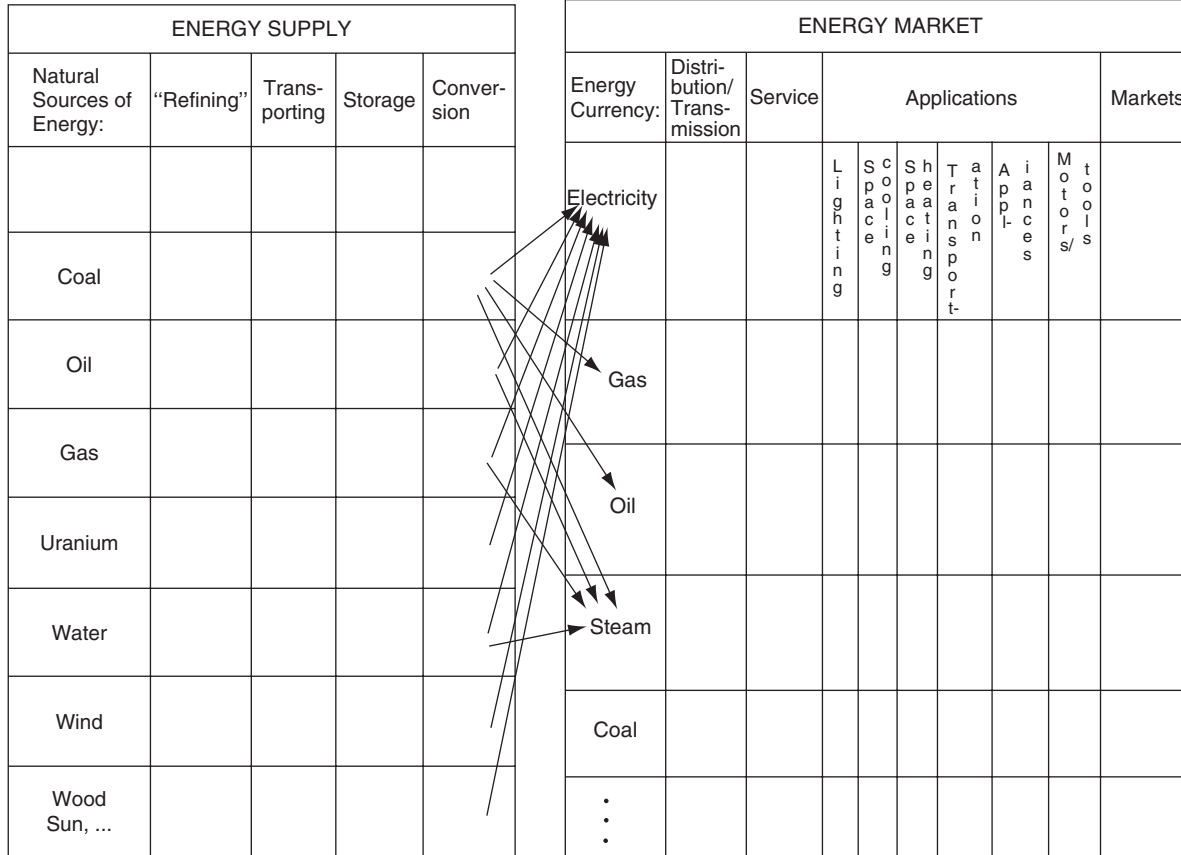 ENERGY SUPPLY
Natural
Sources of
Energy:
“Refining”
Trans-
porting
Storage
Conver-
sion
Coal
Oil
Gas
Uranium
Water
Wind
Wood
Sun, ...
ENERGY MARKET
Energy
Currency:
Distri-
bution/
Trans-
mission
Service
Applications
Markets
Electricity
Lighting
Space
cooling
Space
heating
Transport-
ation
Appl-
iances
Motors/
tools
Gas
Oil
Steam
Coal